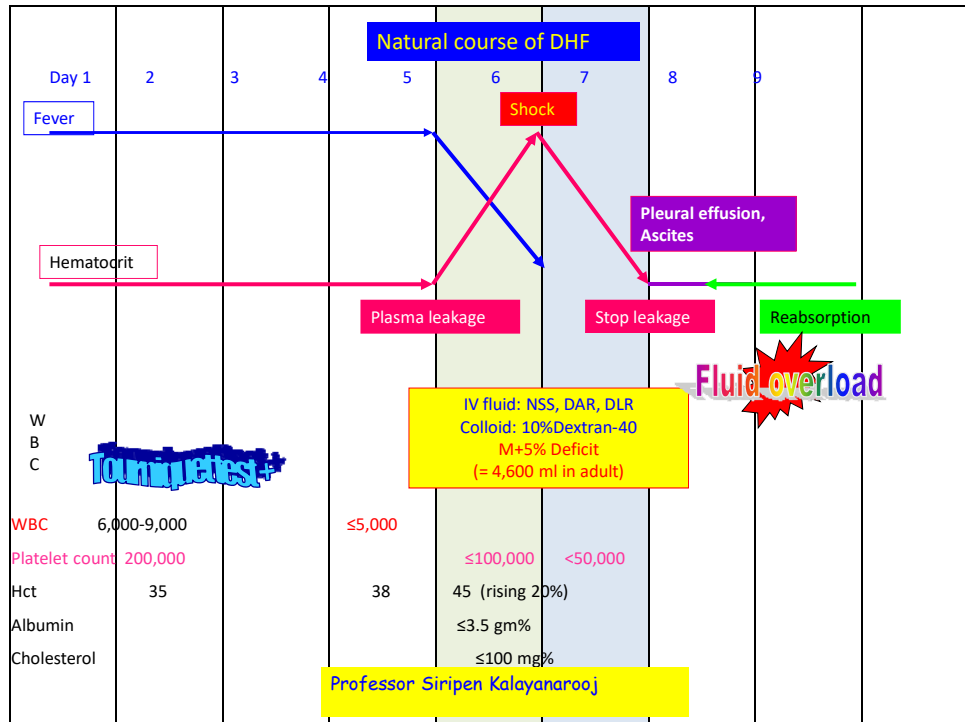 Natural course of DHF
Day 1 2 3 4 5 6 7 8 9
Shock
Fever
Pleural effusion,
Ascites
Hematocrit
Plasma leakage
Stop leakage
Reabsorption
Fluid overload
IV fluid: NSS, DAR, DLR
Colloid: 10%Dextran-40
M+5% Deficit
(= 4,600 ml in adult)
W
B
C
Tourniquettest+
WBC 6,000-9,000 ≤5,000
Platelet count 200,000 ≤100,000 <50,000
Hct 35 38 45 (rising 20%)
Albumin ≤3.5 gm%
Cholesterol ≤100 mg%
Professor Siripen Kalayanarooj